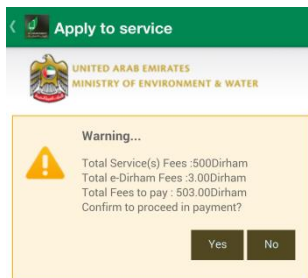 Apply to service
UNITED ARAB EMIRATES
MINISTRY OF ENVIRONMENT & WATER
Warning...
Total Service(s) Fees :500Dirham
Total e-Dirham Fees :3.00Dirham
Total Fees to pay : 503.00Dirham
Confirm to proceed in payment?
Yes No